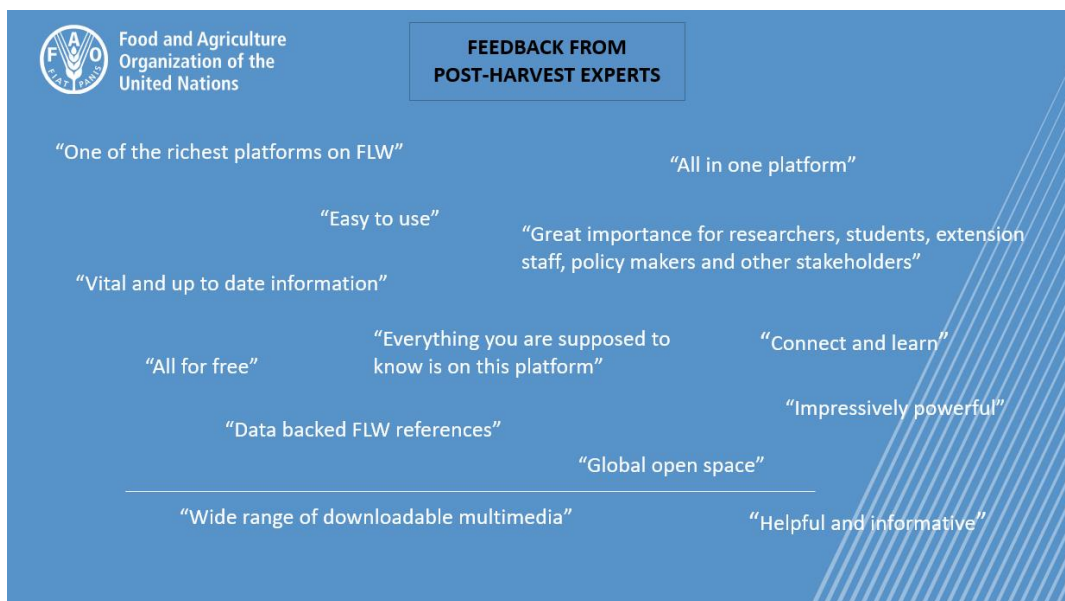 Food and Agriculture
Organization of the
United Nations
F A O
FIAT PANIS
FEEDBACK FROM
POST-HARVEST EXPERTS
“One of the richest platforms on FLW”
“All in one platform”
“Easy to use”
“Great importance for researchers, students, extension
staff, policy makers and other stakeholders”
“Vital and up to date information”
“Everything you are supposed to
know is on this platform”
“Connect and learn”
“All for free”
“Impressively powerful”
“Data backed FLW references”
“Global open space”
“Wide range of downloadable multimedia”
“Helpful and informative”